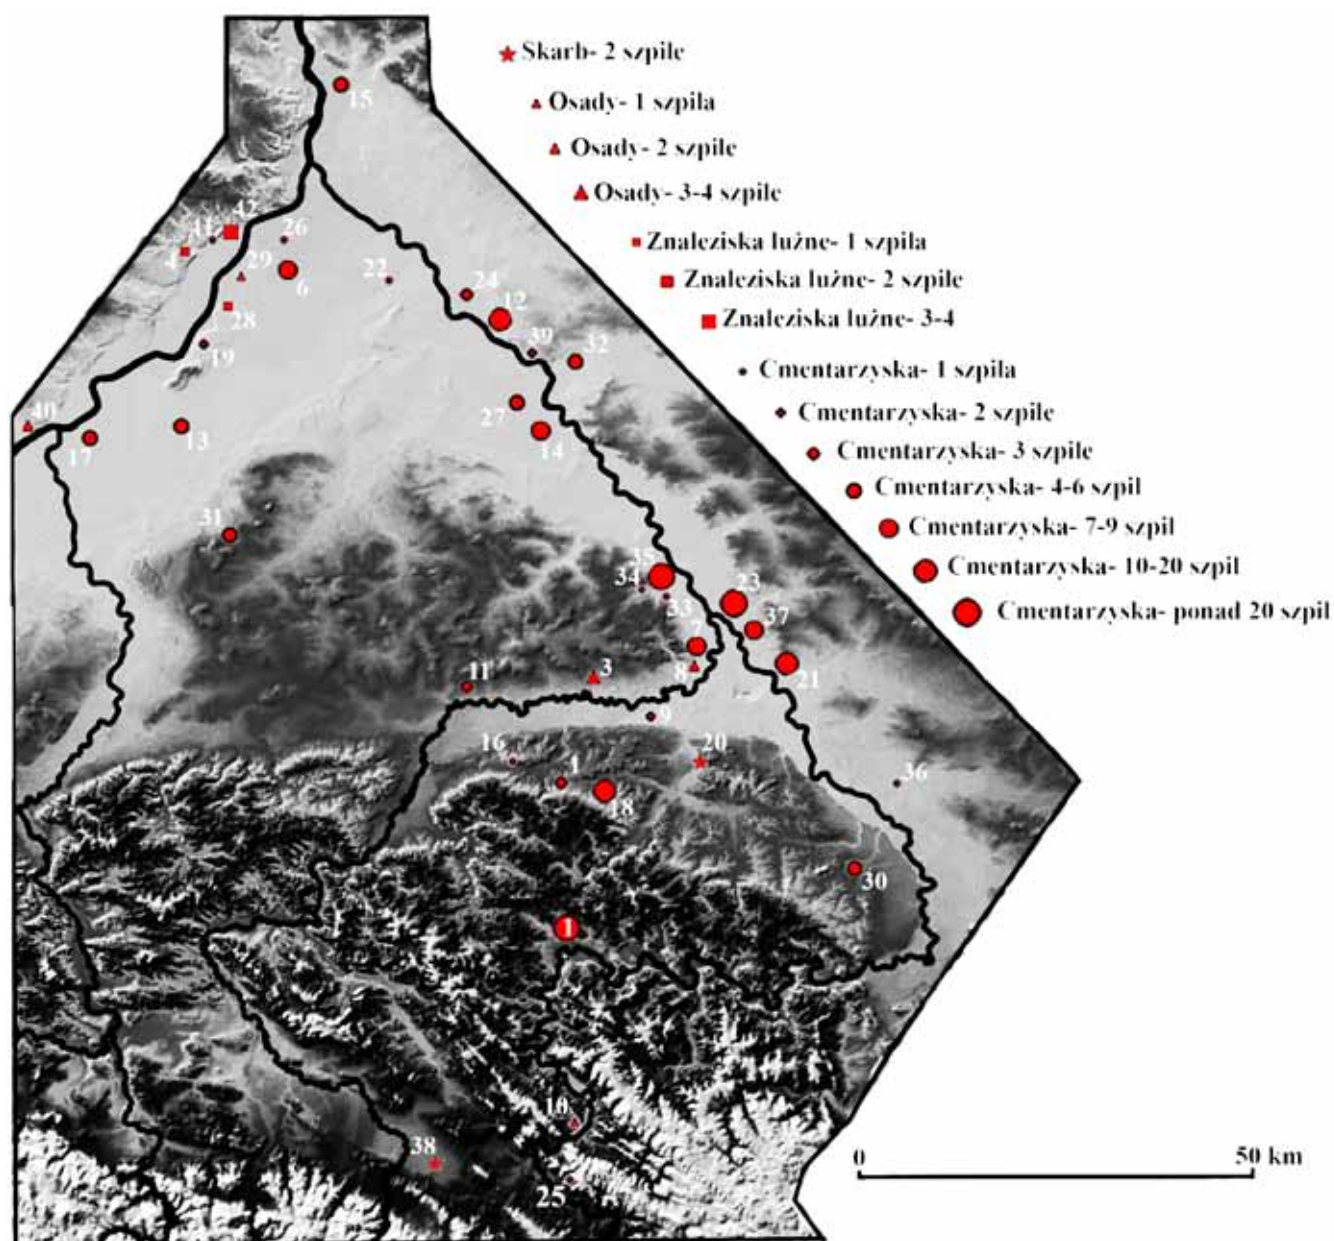 Skarb- 2 szpile
Osady- 1 szpila
Osady- 2 szpile
Osady- 3-4 szpile
Znaleziska luźne- 1 szpila
Znaleziska luźne- 2 szpile
Znaleziska luźne- 3-4
Cmentarzyska- 1 szpila
Cmentarzyska- 2 szpile
Cmentarzyska- 3 szpile
Cmentarzyska- 4-6 szpil
Cmentarzyska- 7-9 szpil
Cmentarzyska- 10-20 szpil
Cmentarzyska- ponad 20 szpil
15
42
41
26
4
29
6
22
24
12
28
39
32
19
40
27
17
13
14
31
35
34
33
23
37
7
8
21
11
3
9
16
20
1
18
36
30
1
10
38
25
0
50 km